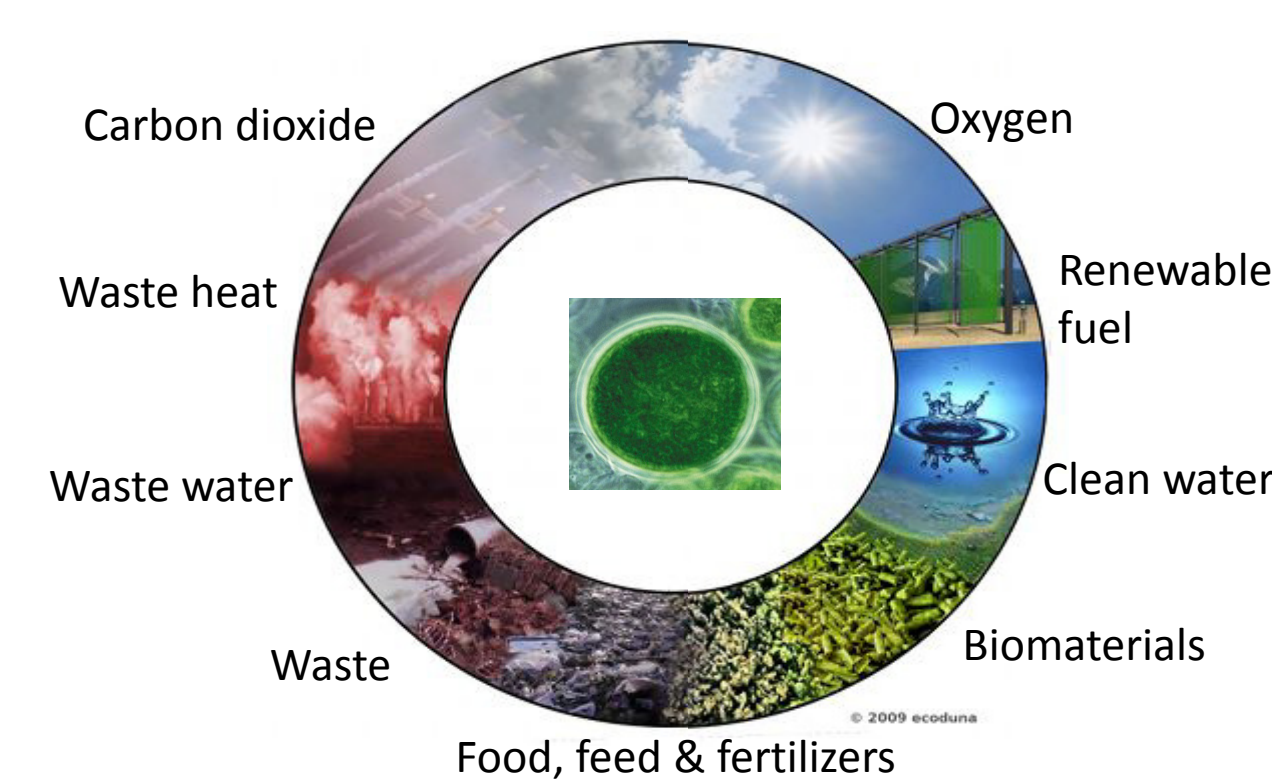 Carbon dioxide
Oxygen
Waste heat
Renewable
fuel
Waste water
Clean water
Waste
Biomaterials
© 2009 ecoduna
Food, feed & fertilizers